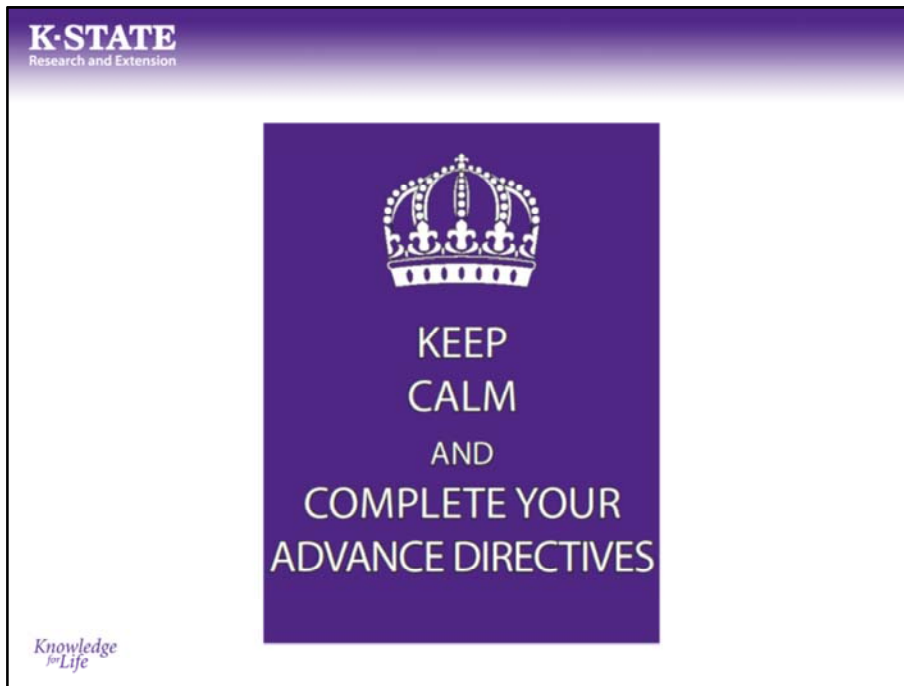 K·STATE
Research and Extension
KEEP
CALM
AND
COMPLETE YOUR
ADVANCE DIRECTIVES
Knowledge
for Life